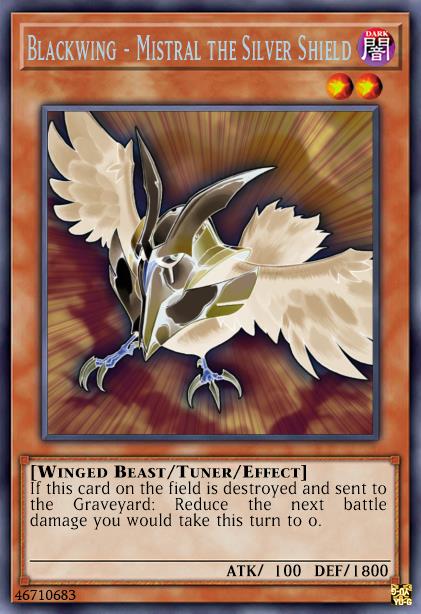 Blackwing - Mistral the Silver Shield
DARK
闇
[Winged Beast/Tuner/Effect]
If this card on the field is destroyed and sent to
the Graveyard: Reduce the next battle
damage you would take this turn to 0.
ATK/ 100 DEF/1800
46710683